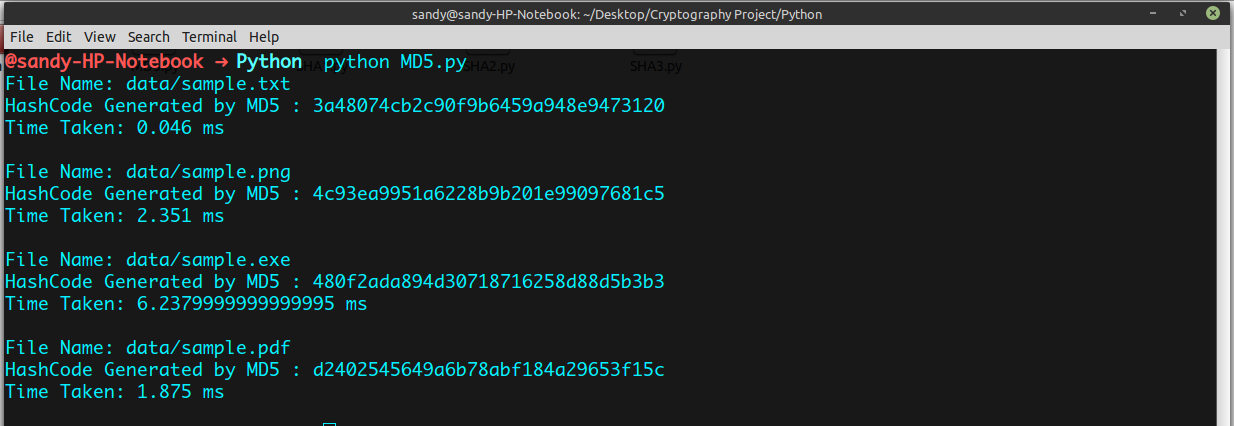 sandy@sandy-HP-Notebook: ~/Desktop/Cryptography Project/Python
File Edit View Search Terminal Help
@sandy-HP-Notebook → Python python MD5.py
SHA2.py SHA3.py
File Name: data/sample.txt
HashCode Generated by MD5 : 3a48074cb2c90f9b6459a948e9473120
Time Taken: 0.046 ms
File Name: data/sample.png
HashCode Generated by MD5 : 4c93ea9951a6228b9b201e99097681c5
Time Taken: 2.351 ms
File Name: data/sample.exe
HashCode Generated by MD5 : 480f2ada894d30718716258d88d5b3b3
Time Taken: 6.2379999999999995 ms
File Name: data/sample.pdf
HashCode Generated by MD5 : d2402545649a6b78abf184a29653f15c
Time Taken: 1.875 ms